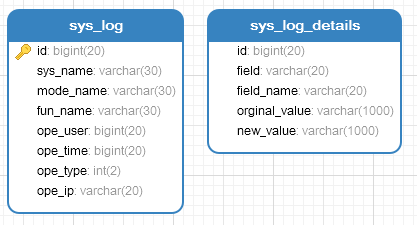 sys_log
id: bigint(20)
sys_name: varchar(30)
mode_name: varchar(30)
fun_name: varchar(30)
ope_user: bigint(20)
ope_time: bigint(20)
ope_type: int(2)
ope_ip: varchar(20)
sys_log_details
id: bigint(20)
field: varchar(20)
field_name: varchar(20)
orginal_value: varchar(1000)
new_value: varchar(1000)